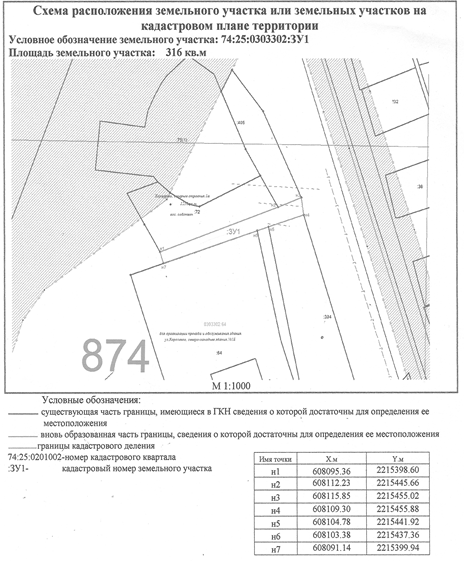 Схема расположения земельного участка или земельных участков на
кадастровом плане территории
Условное обозначение земельного участка: 74:25:0303302:ЗУ1
Площадь земельного участка: 316 кв.м
:72
:ЗУ1
:84
874
М 1:1000
Условные обозначения:
существующая часть границы, имеющиеся в ГКН сведения о которой достаточны для определения ее
местоположения
вновь образованная часть границы, сведения о которой достаточны для определения ее местоположения
границы кадастрового деления
74:25:0201002-номер кадастрового квартала
:ЗУ1- кадастровый номер земельного участка
Имя точки X.м Y.м
н1 608095.36 2215398.60
н2 608112.23 2215445.66
н3 608115.85 2215455.02
н4 608109.30 2215455.88
н5 608104.78 2215441.92
н6 608103.38 2215437.36
н7 608091.14 2215399.94